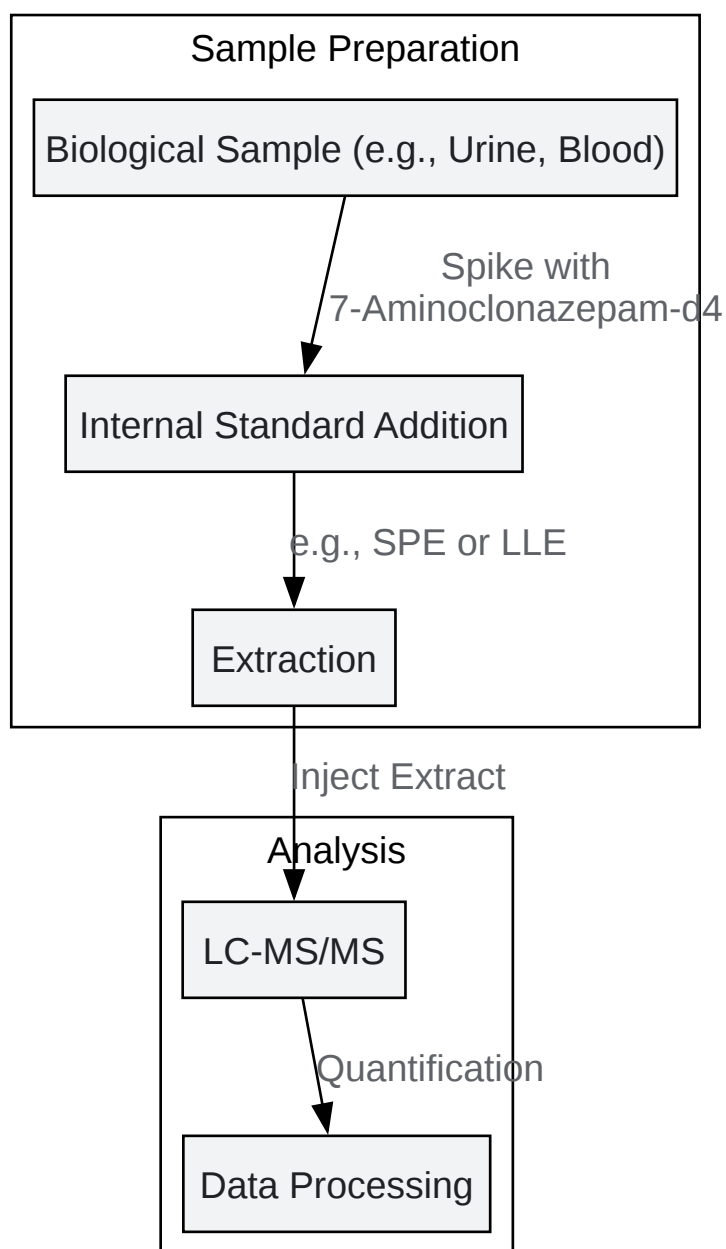 Sample Preparation
Biological Sample (e.g., Urine, Blood)
Spike with
7-Aminoclonazepam-d4
Internal Standard Addition
e.g., SPE or LLE
Extraction
Inject Extract
Analysis
LC-MS/MS
Quantification
Data Processing